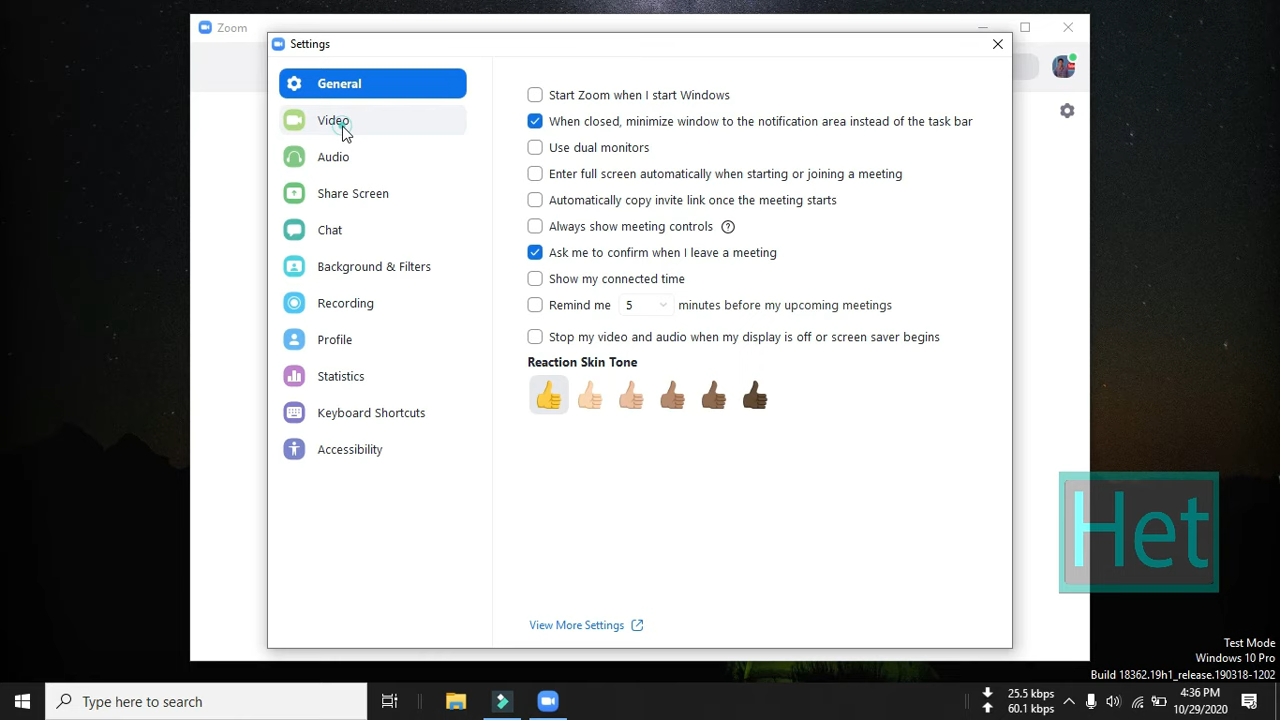 Zoom
Settings
General
Video
Audio
Share Screen
Chat
Background & Filters
Recording
Profile
Statistics
Keyboard Shortcuts
Accessibility
Start Zoom when I start Windows
When closed, minimize window to the notification area instead of the task bar
Use dual monitors
Enter full screen automatically when starting or joining a meeting
Automatically copy invite link once the meeting starts
Always show meeting controls ?
Ask me to confirm when I leave a meeting
Show my connected time
Remind me 5 minutes before my upcoming meetings
Stop my video and audio when my display is off or screen saver begins
Reaction Skin Tone
View More Settings
Het
Test Mode
Windows 10 Pro
Build 18362.19h1_release.190318-1202
Type here to search
25.5 kbps
60.1 kbps
4:36 PM
10/29/2020